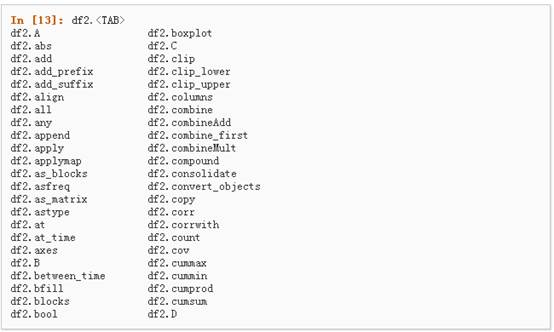 In [13]: df2.<TAB>
df2.A                  df2.boxplot
df2.abs                df2.C
df2.add                df2.clip
df2.add_prefix         df2.clip_lower
df2.add_suffix         df2.clip_upper
df2.align              df2.columns
df2.all                df2.combine
df2.any                df2.combineAdd
df2.append             df2.combine_first
df2.apply              df2.combineMult
df2.applymap           df2.compound
df2.as_blocks          df2.consolidate
df2.asfreq             df2.convert_objects
df2.as_matrix          df2.copy
df2.astype             df2.corr
df2.at                 df2.corrwith
df2.at_time            df2.count
df2.axes               df2.cov
df2.B                  df2.cummax
df2.between_time       df2.cummin
df2.bfill              df2.cumprod
df2.blocks             df2.cumsum
df2.bool               df2.D